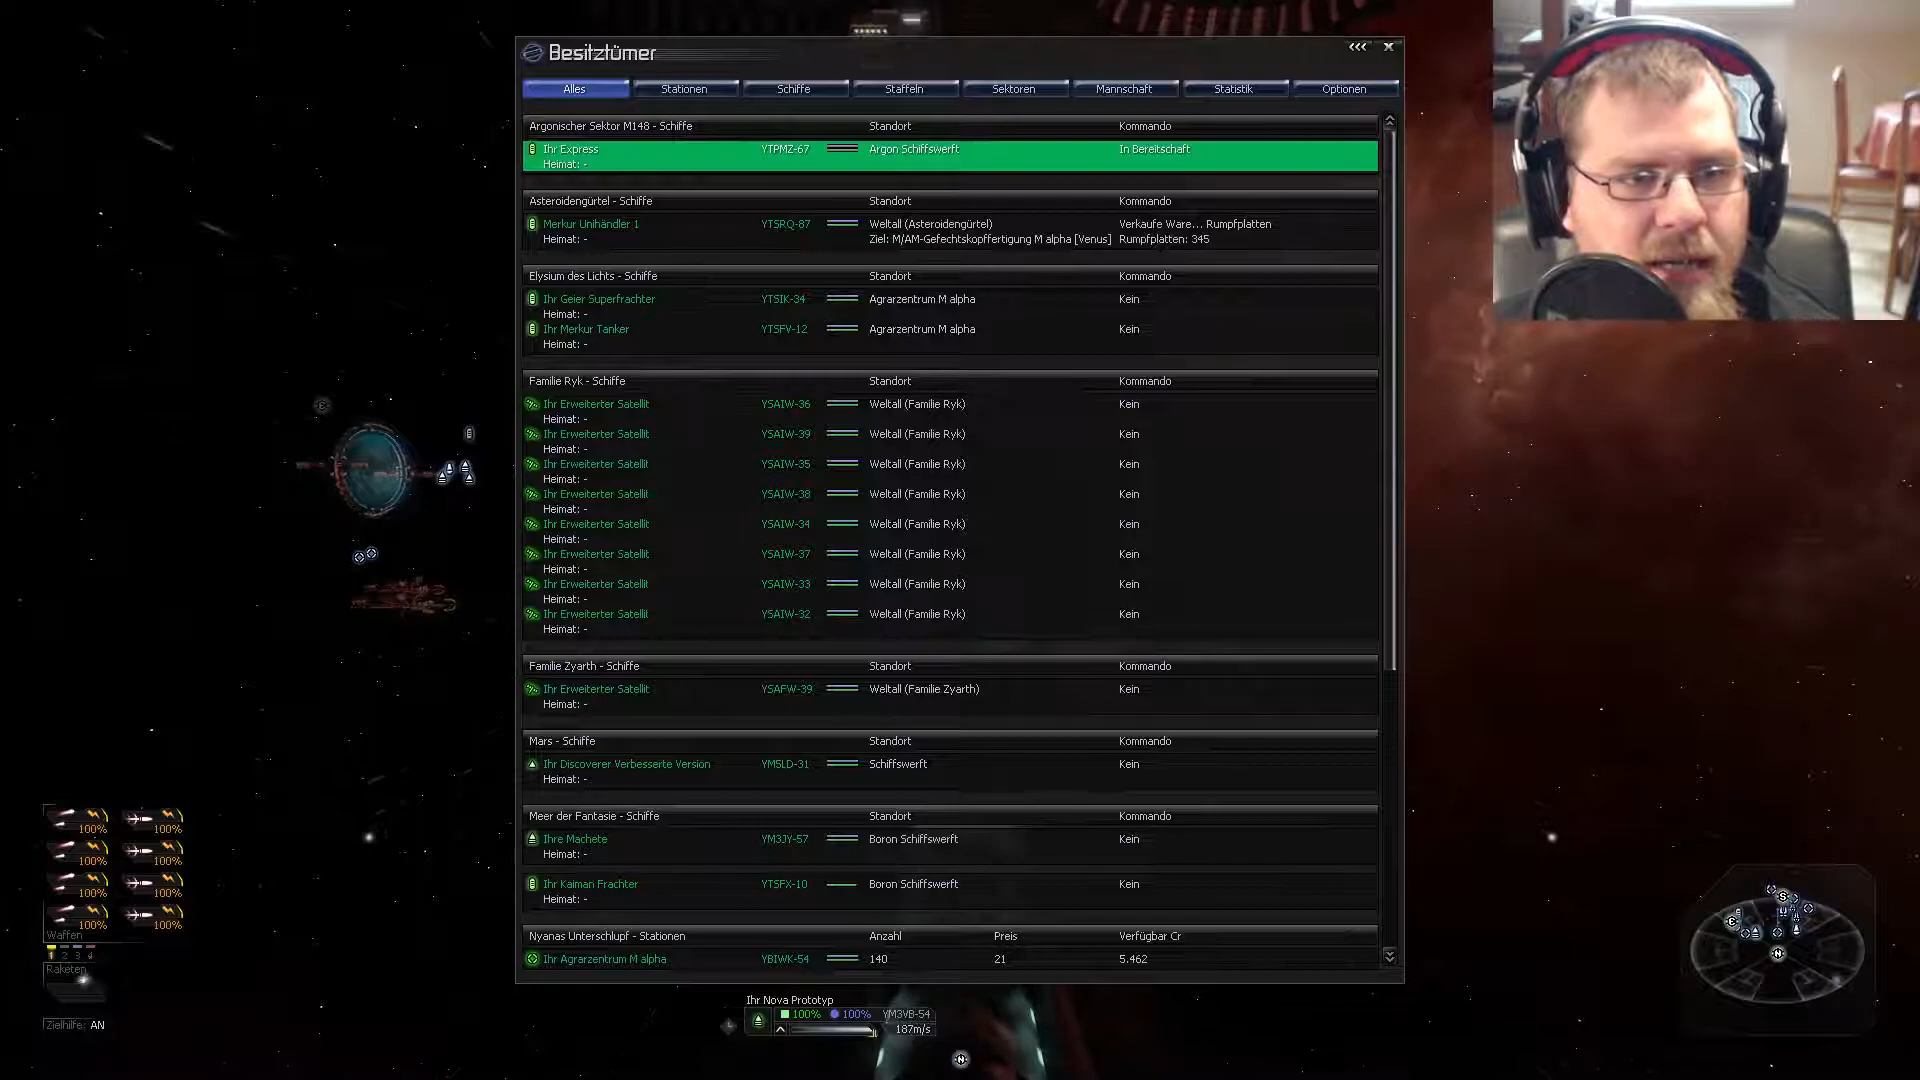 Besitztümer
Alles Stationen Schiffe Staffeln Sektoren Mannschaft Statistik Optionen
Argonischer Sektor M148 - Schiffe Standort Kommando
Ihr Express YTPMZ-67 Argon Schiffswerft In Bereitschaft
Heimat: -
Asteroidengürtel - Schiffe Standort Kommando
Merkur Unihändler 1 YTSRQ-87 Weltall (Asteroidengürtel) Verkaufe Ware... Rumpfplatten
Heimat: - Ziel: M/AM-Gefechtskopffertigung M alpha [Venus] Rumpfplatten: 345
Elysium des Lichts - Schiffe Standort Kommando
Ihr Geier Superfrachter YTSIK-34 Agrarzentrum M alpha Kein
Heimat: -
Ihr Merkur Tanker YTSFV-12 Agrarzentrum M alpha Kein
Heimat: -
Familie Ryk - Schiffe Standort Kommando
Ihr Erweiterter Satellit YSAIW-36 Weltall (Familie Ryk) Kein
Heimat: -
Ihr Erweiterter Satellit YSAIW-39 Weltall (Familie Ryk) Kein
Heimat: -
Ihr Erweiterter Satellit YSAIW-35 Weltall (Familie Ryk) Kein
Heimat: -
Ihr Erweiterter Satellit YSAIW-38 Weltall (Familie Ryk) Kein
Heimat: -
Ihr Erweiterter Satellit YSAIW-34 Weltall (Familie Ryk) Kein
Heimat: -
Ihr Erweiterter Satellit YSAIW-37 Weltall (Familie Ryk) Kein
Heimat: -
Ihr Erweiterter Satellit YSAIW-33 Weltall (Familie Ryk) Kein
Heimat: -
Ihr Erweiterter Satellit YSAIW-32 Weltall (Familie Ryk) Kein
Heimat: -
Familie Zyarth - Schiffe Standort Kommando
Ihr Erweiterter Satellit YSAFW-39 Weltall (Familie Zyarth) Kein
Heimat: -
Mars - Schiffe Standort Kommando
Ihr Discoverer Verbesserte Version YM5LD-31 Schiffswerft Kein
Heimat: -
Meer der Fantasie - Schiffe Standort Kommando
Ihre Machete YM3JY-57 Boron Schiffswerft Kein
Heimat: -
Ihr Kaiman Frachter YTSFX-10 Boron Schiffswerft Kein
Heimat: -
Nyanas Unterschlupf - Stationen Anzahl Preis Verfügbar Cr
Ihr Agrarzentrum M alpha YBIWK-54 140 21 5.462
100% 100%
100% 100%
100% 100%
100% 100%
Waffen
1 2 3 4
Raketen
Zielhilfe: AN
Ihr Nova Prototyp
100% 100% YM3VB-54
187m/s